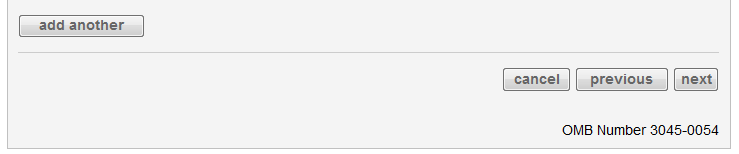 add another
cancel previous next
OMB Number 3045-0054